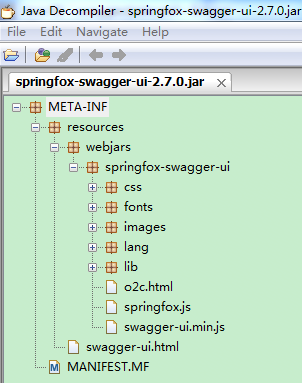 Java Decompiler - springfox-swagger-ui-2.7.0.jar
File Edit Navigate Help
springfox-swagger-ui-2.7.0.jar
META-INF
resources
webjars
springfox-swagger-ui
css
fonts
images
lang
lib
o2c.html
springfox.js
swagger-ui.min.js
swagger-ui.html
MANIFEST.MF